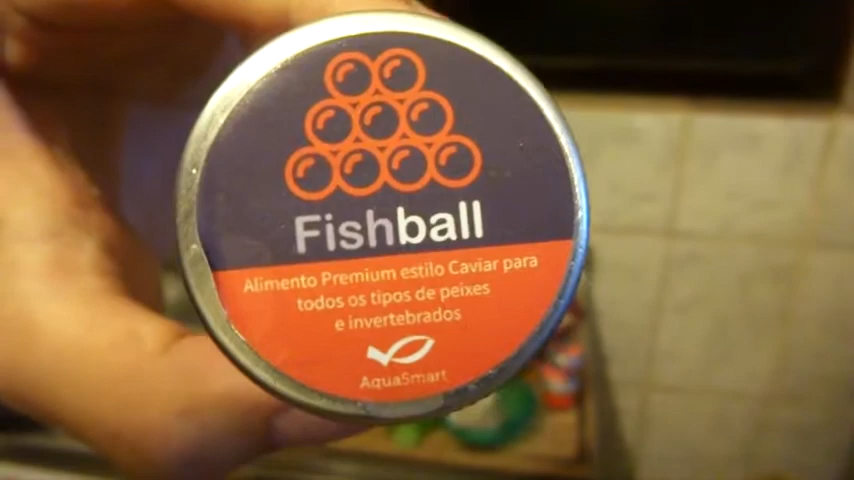 Fishball
Alimento Premium estilo Caviar para
todos os tipos de peixes
e invertebrados
AquaSmart